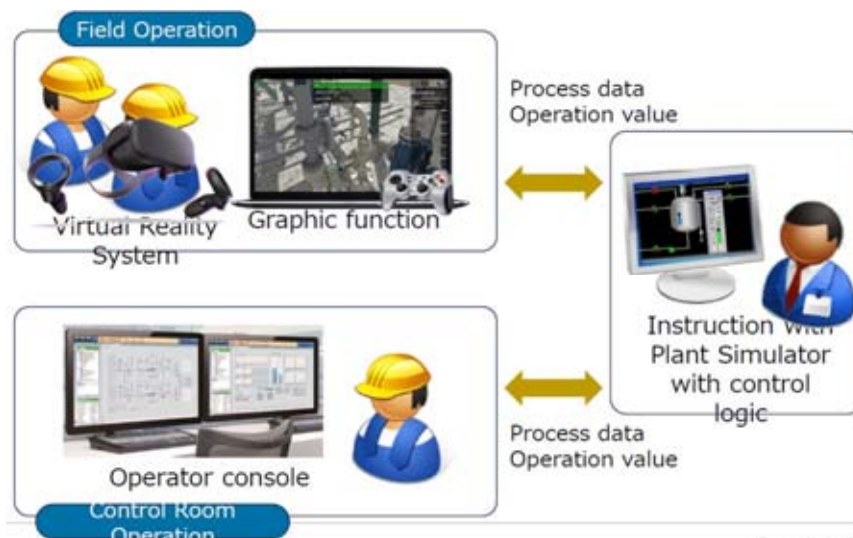 Field Operation
Process data
Operation value
Virtual Reality
System
Graphic function
Instruction with
Plant Simulator
with control
logic
Process data
Operation value
Operator console
Control Room
Operation